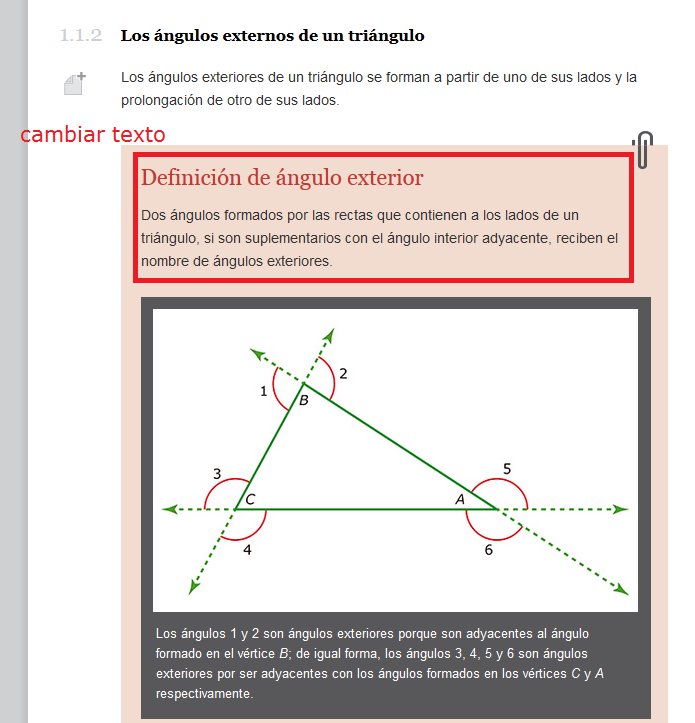 1.1.2 Los ángulos externos de un triángulo
Los ángulos exteriores de un triángulo se forman a partir de uno de sus lados y la
prolongación de otro de sus lados.
cambiar texto
Definición de ángulo exterior
Dos ángulos formados por las rectas que contienen a los lados de un
triángulo, si son suplementarios con el ángulo interior adyacente, reciben el
nombre de ángulos exteriores.
1
2
B
3
C
A
5
4
6
Los ángulos 1 y 2 son ángulos exteriores porque son adyacentes al ángulo
formado en el vértice B; de igual forma, los ángulos 3, 4, 5 y 6 son ángulos
exteriores por ser adyacentes con los ángulos formados en los vértices C y A
respectivamente.